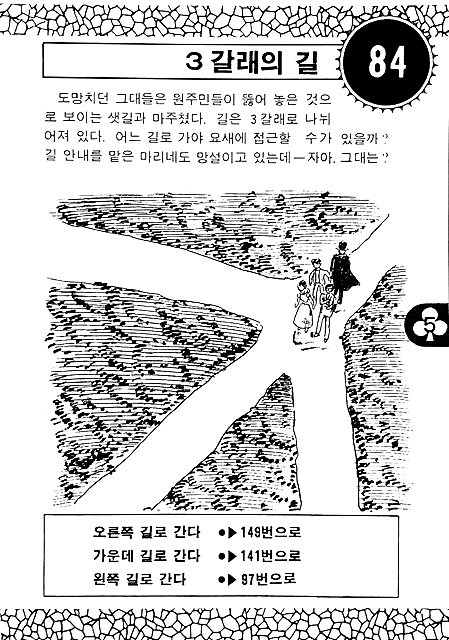 3 갈래의 길
84
도망치던 그대들은 원주민들이 뚫어 놓은 것으
로 보이는 샛길과 마주쳤다. 길은 3 갈래로 나뉘
어져 있다. 어느 길로 가야 요새에 접근할 수가 있을까?
길 안내를 맡은 마리네도 망설이고 있는데—자아, 그대는?
5
오른쪽 길로 간다 ●▶ 149번으로
가운데 길로 간다 ●▶ 141번으로
왼쪽 길로 간다 ●▶ 97번으로